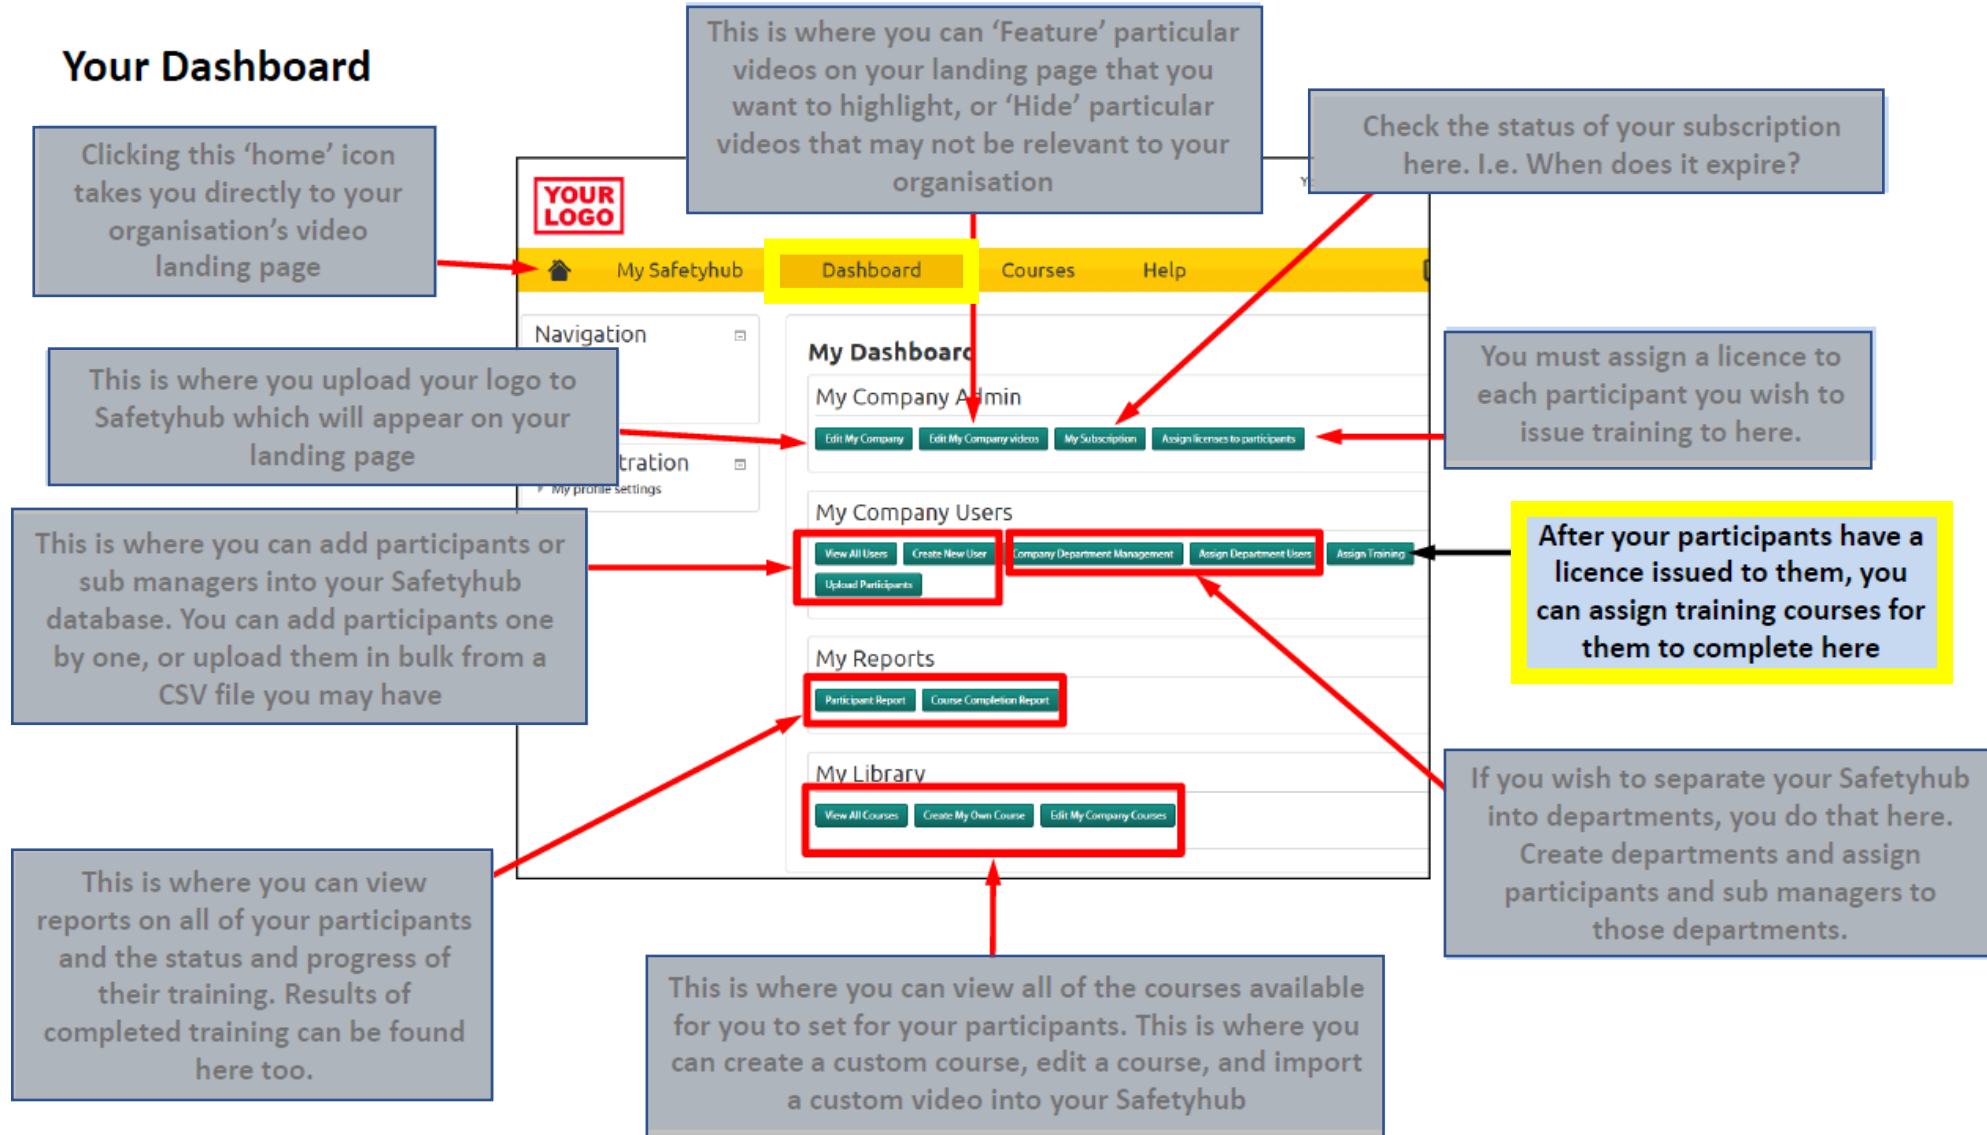 Your Dashboard
This is where you can ‘Feature’ particular
videos on your landing page that you
want to highlight, or ‘Hide’ particular
videos that may not be relevant to your
organisation
Check the status of your subscription
here. I.e. When does it expire?
Clicking this ‘home’ icon
takes you directly to your
organisation’s video
landing page
YOUR
LOGO
My Safetyhub Dashboard Courses Help
Navigation
This is where you upload your logo to
Safetyhub which will appear on your
landing page
My profile settings
My Dashboard
My Company Admin
Edit My Company Edit My Company videos My Subscription Assign licenses to participants
You must assign a licence to
each participant you wish to
issue training to here.
This is where you can add participants or
sub managers into your Safetyhub
database. You can add participants one
by one, or upload them in bulk from a
CSV file you may have
My Company Users
View All Users Create New User Company Department Management Assign Department Users Assign Training
Upload Participants
After your participants have a
licence issued to them, you
can assign training courses for
them to complete here
My Reports
Participant Report Course Completion Report
My Library
View All Courses Create My Own Course Edit My Company Courses
If you wish to separate your Safetyhub
into departments, you do that here.
Create departments and assign
participants and sub managers to
those departments.
This is where you can view
reports on all of your participants
and the status and progress of
their training. Results of
completed training can be found
here too.
This is where you can view all of the courses available
for you to set for your participants. This is where you
can create a custom course, edit a course, and import
a custom video into your Safetyhub